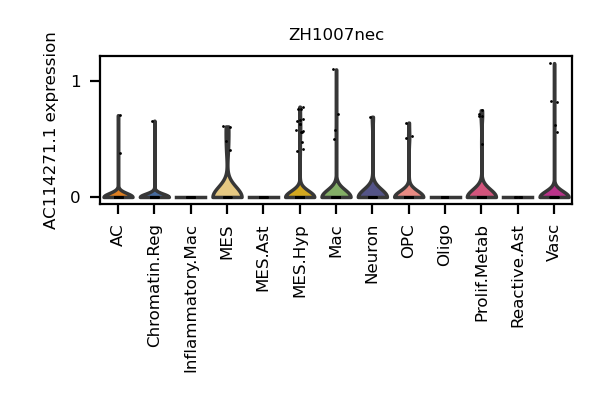 ZH1007nec
AC114271.1 expression
1
0
AC
Chromatin.Reg
Inflammatory.Mac
MES
MES.Ast
MES.Hyp
Mac
Neuron
OPC
Oligo
Prolif.Metab
Reactive.Ast
Vasc